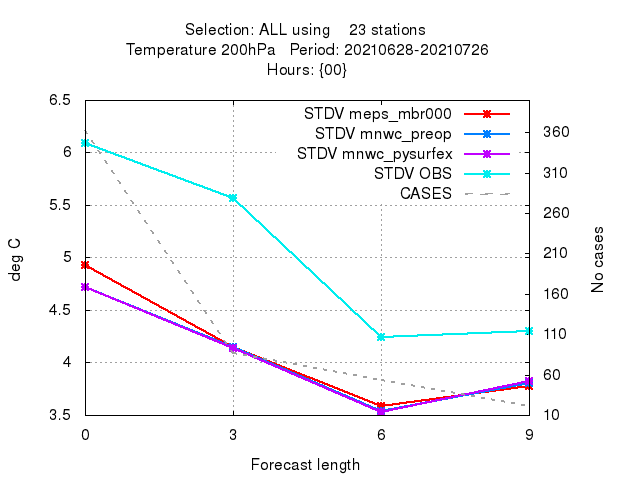 Selection: ALL using    23 stations
Temperature 200hPa   Period: 20210628-20210726
Hours: {00}
6.5
6
5.5
5
4.5
4
3.5
deg C
STDV meps_mbr000
STDV mnwc_preop
STDV mnwc_pysurfex
STDV OBS
CASES
360
310
260
210
160
110
60
10
No cases
0 3 6 9
Forecast length